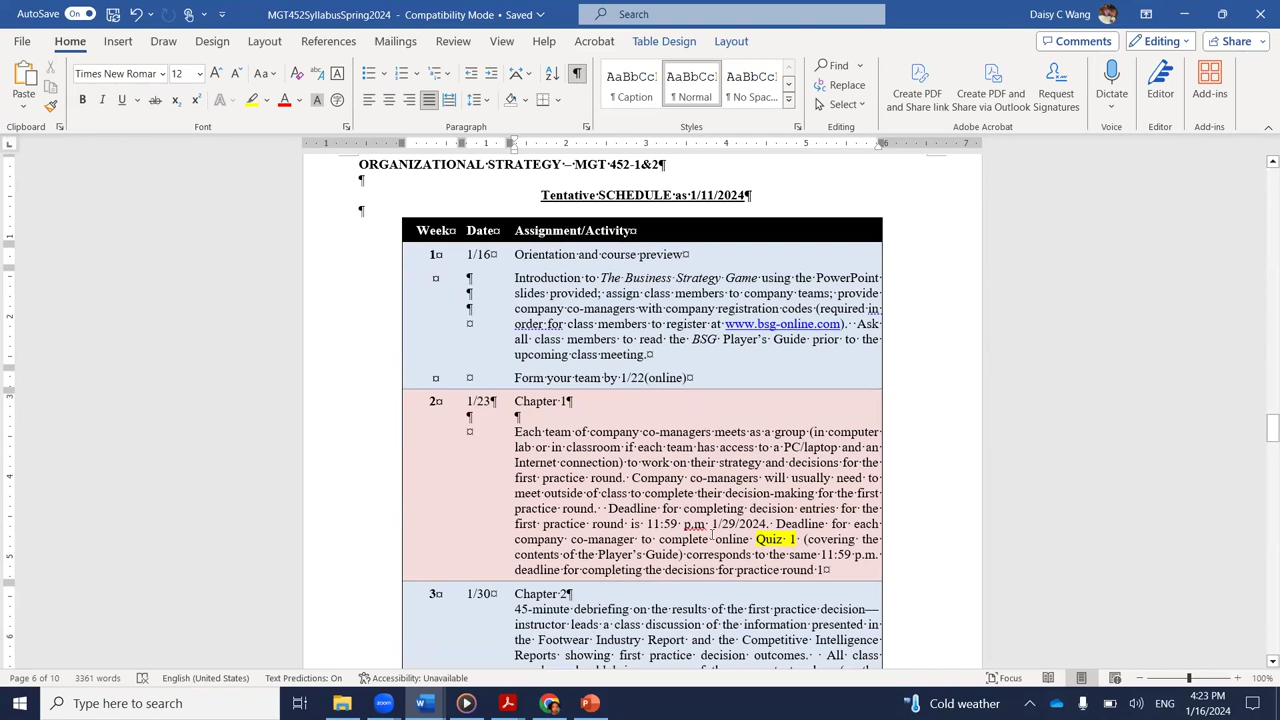 MGT452SyllabusSpring2024 • Saved to this PC
Search
Daisy C Wang
File Home Insert Draw Design Layout References Mailings Review View Help Acrobat Table Design Layout
Comments Editing Share
Times New Roman 12
Paste
B I U
AaBbCc AaBbCc AaBbCc
Caption Normal No Spac...
Find
Replace
Select
Create PDF and Share link
Create PDF and Share via Outlook
Request Signatures
Dictate
Editor
Add-ins
Clipboard Font Paragraph Styles Editing Adobe Acrobat Voice Editor Add-ins
ORGANIZATIONAL STRATEGY – MGT 452-1&2¶
¶
Tentative SCHEDULE as 1/11/2024¶
¶
Week¤ Date¤ Assignment/Activity¤
1¤ 1/16¤ Orientation and course preview¤
¤ ¶ Introduction to The Business Strategy Game using the PowerPoint
¶ slides provided; assign class members to company teams; provide
¶ company co-managers with company registration codes (required in
¤ order for class members to register at www.bsg-online.com). Ask
all class members to read the BSG Player's Guide prior to the
upcoming class meeting.¤
¤ ¤ Form your team by 1/22(online)¤
2¤ 1/23¶ Chapter 1¶
¶ ¶
¤ Each team of company co-managers meets as a group (in computer
lab or in classroom if each team has access to a PC/laptop and an
Internet connection) to work on their strategy and decisions for the
first practice round. Company co-managers will usually need to
meet outside of class to complete their decision-making for the first
practice round. Deadline for completing decision entries for the
first practice round is 11:59 p.m 1/29/2024. Deadline for each
company co-manager to complete online Quiz 1 (covering the
contents of the Player's Guide) corresponds to the same 11:59 p.m.
deadline for completing the decisions for practice round 1¤
3¤ 1/30¤ Chapter 2¶
45-minute debriefing on the results of the first practice decision—
instructor leads a class discussion of the information presented in
the Footwear Industry Report and the Competitive Intelligence
Reports showing first practice decision outcomes. All class
Page 6 of 10 3361 words English (United States) Text Predictions: On Accessibility: Unavailable Focus 100%
Type here to search
Cold weather
4:23 PM
1/16/2024